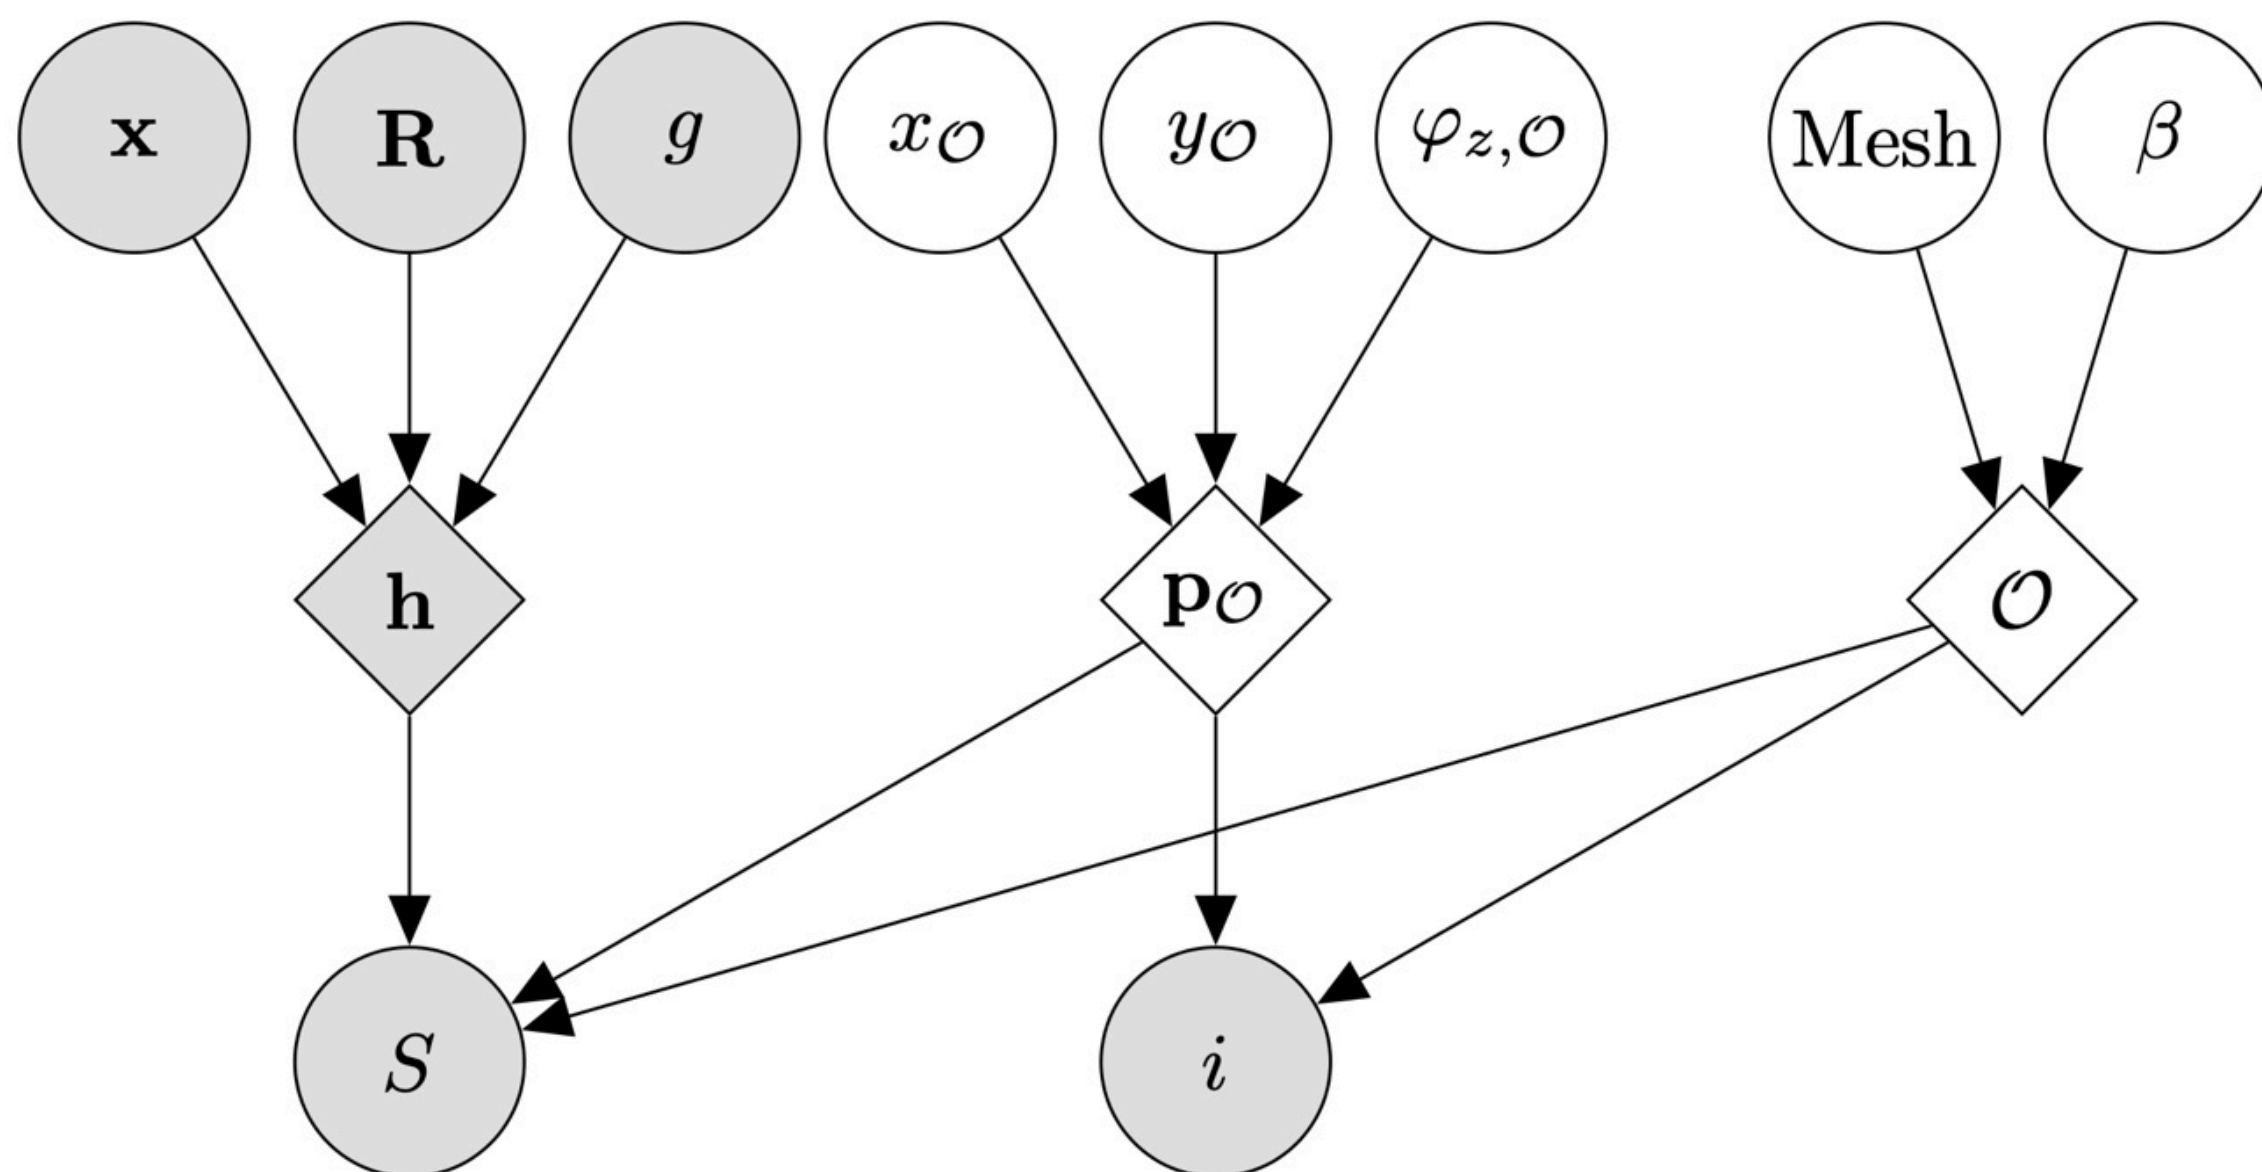 x R g x𝒪 y𝒪 φz,𝒪 Mesh β
h p𝒪 𝒪
S i